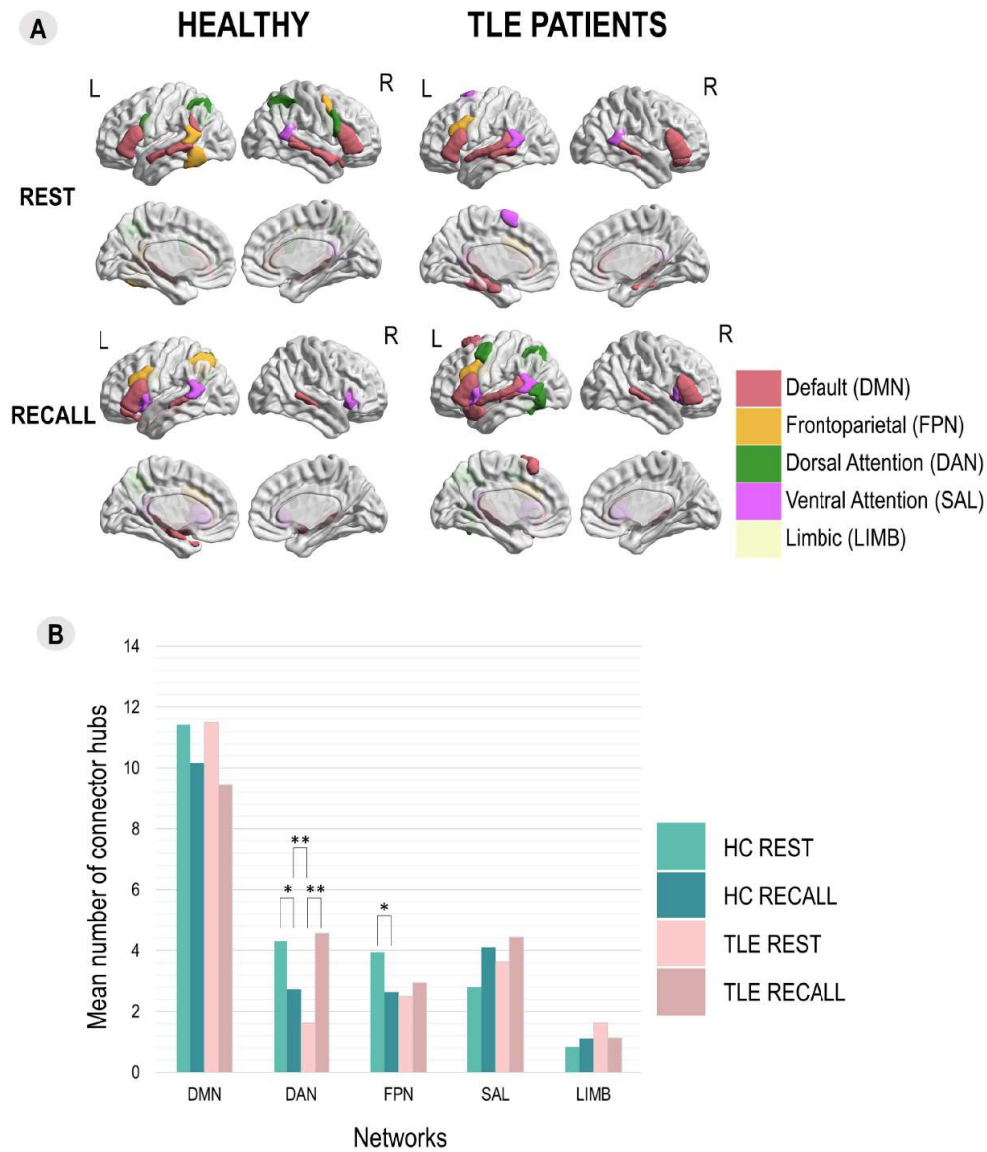 A
HEALTHY
TLE PATIENTS
L
R
L
R
REST
L
R
L
R
RECALL
Default (DMN)
Frontoparietal (FPN)
Dorsal Attention (DAN)
Ventral Attention (SAL)
Limbic (LIMB)
B
Mean number of connector hubs
14
12
10
8
6
4
2
0
**
*
**
*
DMN
DAN
FPN
SAL
LIMB
Networks
HC REST
HC RECALL
TLE REST
TLE RECALL